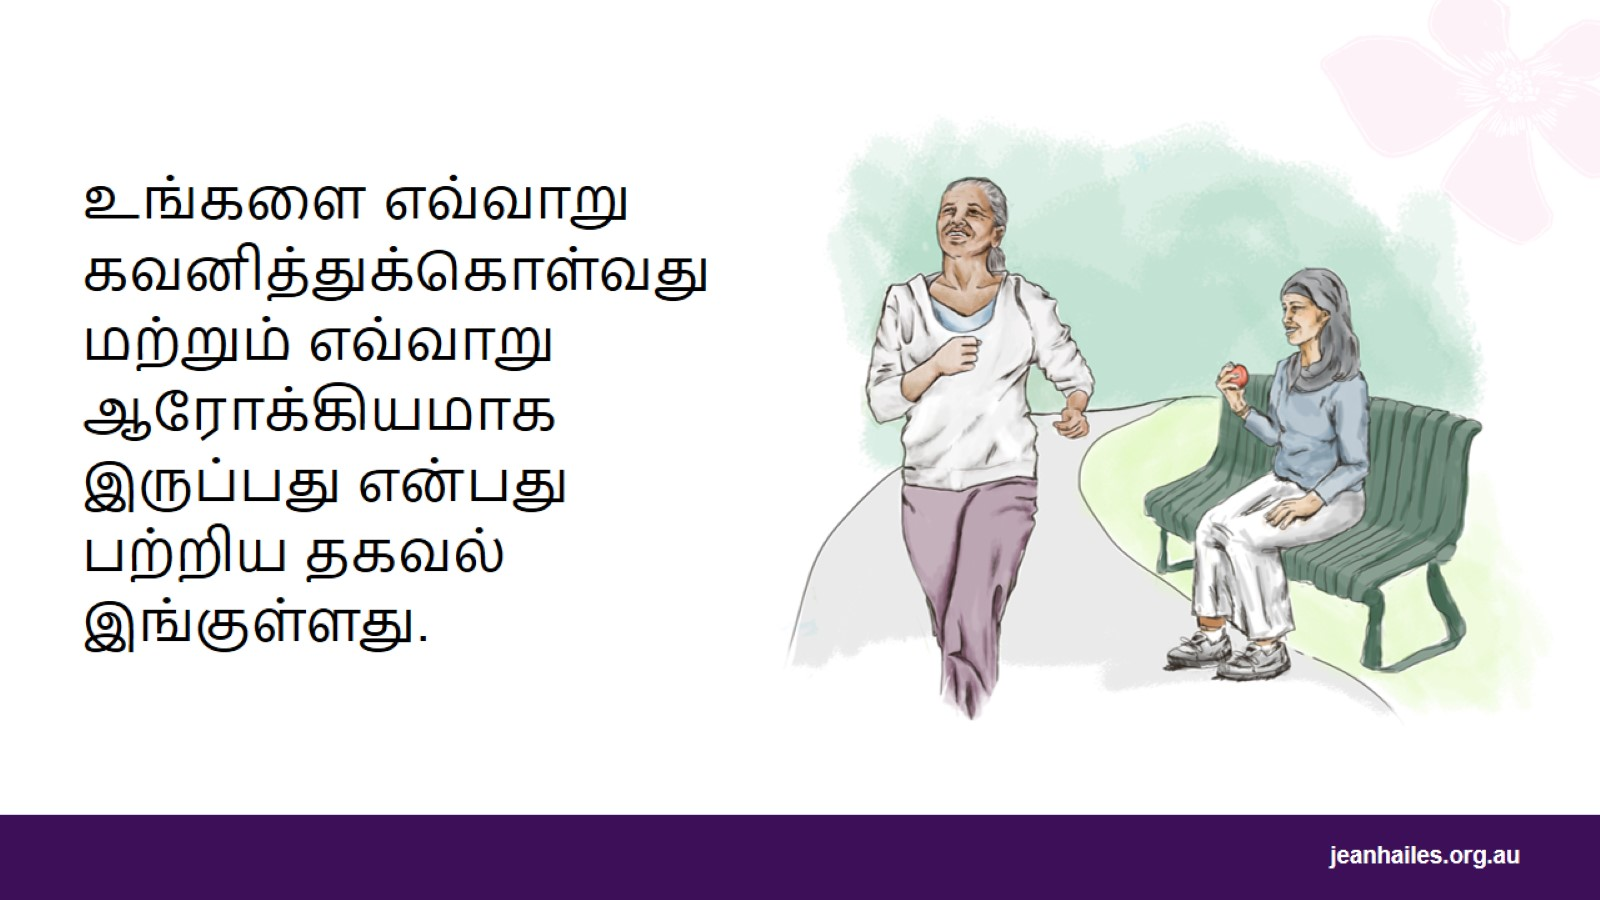 உங்களை எவ்வாறு
கவனித்துக்கொள்வது
மற்றும் எவ்வாறு
ஆரோக்கியமாக
இருப்பது என்பது
பற்றிய தகவல்
இங்குள்ளது.
jeanhailes.org.au